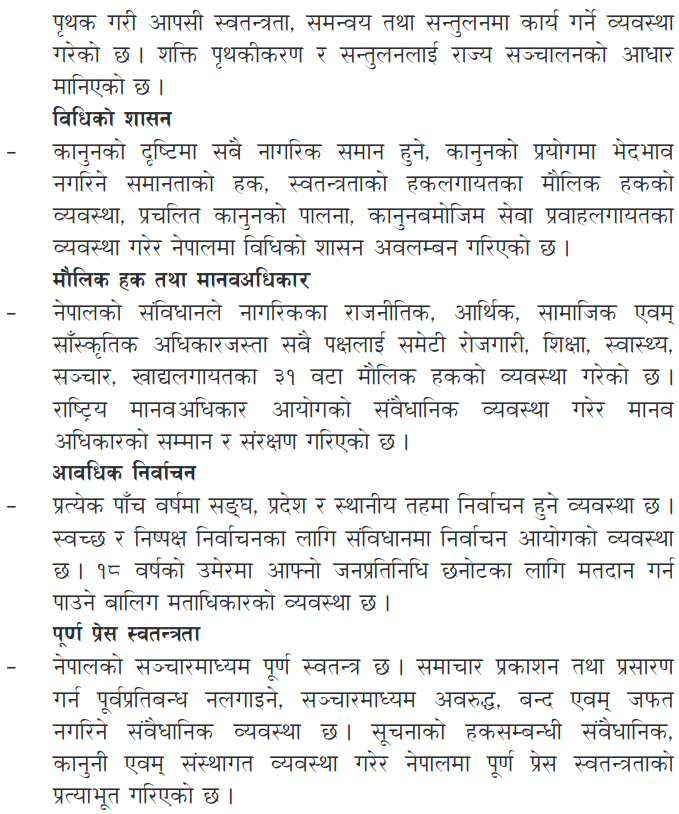 पृथक गरी आपसी स्वतन्त्रता, समन्वय तथा सन्तुलनमा कार्य गर्ने व्यवस्था
गरेको छ । शक्ति पृथकीकरण र सन्तुलनलाई राज्य सञ्चालनको आधार
मानिएको छ ।
विधिको शासन
– कानुनको दृष्टिमा सबै नागरिक समान हुने, कानुनको प्रयोगमा भेदभाव
नगरिने समानताको हक, स्वतन्त्रताको हकलगायतका मौलिक हकको
व्यवस्था, प्रचलित कानुनको पालना, कानुनबमोजिम सेवा प्रवाहलगायतका
व्यवस्था गरेर नेपालमा विधिको शासन अवलम्बन गरिएको छ ।
मौलिक हक तथा मानवअधिकार
– नेपालको संविधानले नागरिकका राजनीतिक, आर्थिक, सामाजिक एवम्
साँस्कृतिक अधिकारजस्ता सबै पक्षलाई समेटी रोजगारी, शिक्षा, स्वास्थ्य,
सञ्चार, खाद्यलगायतका ३१ वटा मौलिक हकको व्यवस्था गरेको छ ।
राष्ट्रिय मानवअधिकार आयोगको संवैधानिक व्यवस्था गरेर मानव
अधिकारको सम्मान र संरक्षण गरिएको छ ।
आवधिक निर्वाचन
– प्रत्येक पाँच वर्षमा सङ्घ, प्रदेश र स्थानीय तहमा निर्वाचन हुने व्यवस्था छ ।
स्वच्छ र निष्पक्ष निर्वाचनका लागि संविधानमा निर्वाचन आयोगको व्यवस्था
छ । १८ वर्षको उमेरमा आफ्नो जनप्रतिनिधि छनोटका लागि मतदान गर्न
पाउने बालिग मताधिकारको व्यवस्था छ ।
पूर्ण प्रेस स्वतन्त्रता
– नेपालको सञ्चारमाध्यम पूर्ण स्वतन्त्र छ । समाचार प्रकाशन तथा प्रसारण
गर्न पूर्वप्रतिबन्ध नलगाइने, सञ्चारमाध्यम अवरुद्ध, बन्द एवम् जफत
नगरिने संवैधानिक व्यवस्था छ । सूचनाको हकसम्बन्धी संवैधानिक,
कानुनी एवम् संस्थागत व्यवस्था गरेर नेपालमा पूर्ण प्रेस स्वतन्त्रताको
प्रत्याभूत गरिएको छ ।